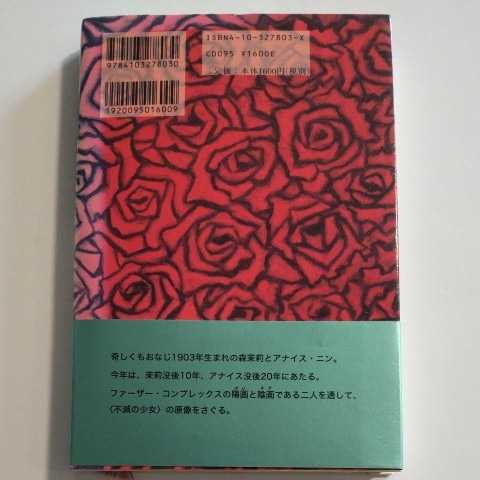 ISBN4-10-327803-X
C0095 ¥1600E
定価：本体1600円(税別)
9784103278030
1920095016009
奇しくもおなじ1903年生まれの森茉莉とアナイス・ニン。
今年は、茉莉没後10年、アナイス没後20年にあたる。
ファーザー・コンプレックスの陽画と陰画である二人を通して、
〈不滅の少女〉の原像をさぐる。